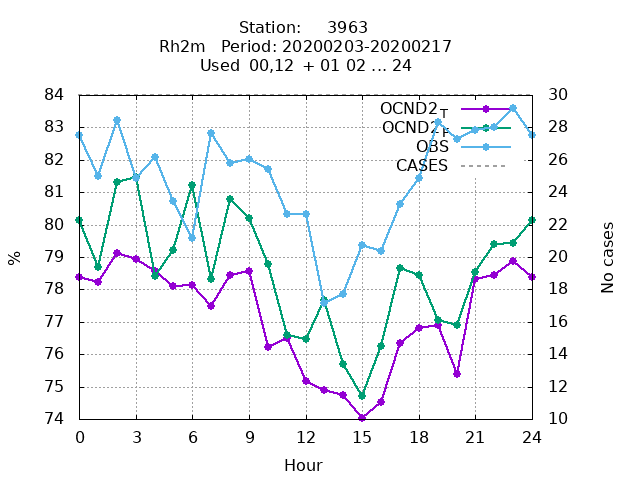 Station: 3963
Rh2m Period: 20200203-20200217
Used 00,12 + 01 02 ... 24
84 30
83 OCND2T 28
OCND2T
OBS
82 CASES 26
81 24
80 22
79 20
78 18
77 16
76 14
75 12
74 10
% No cases
0 3 6 9 12 15 18 21 24
Hour